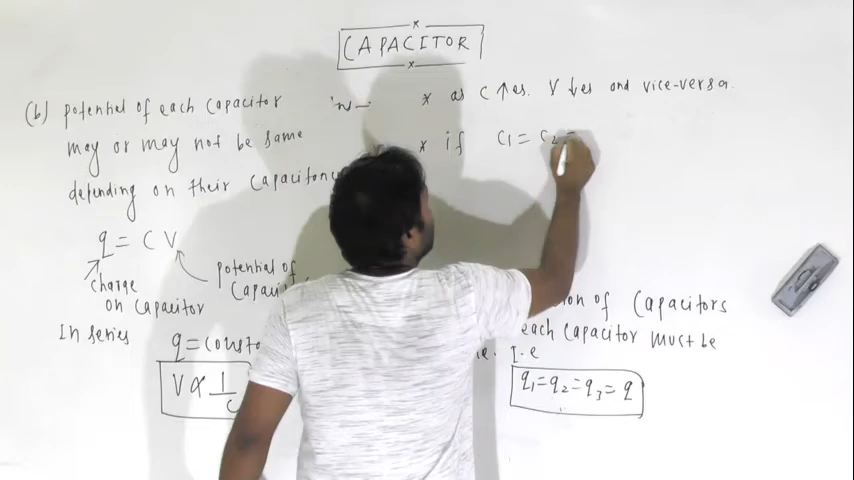 CAPACITOR
(b) potential of each Capacitor
may or may not be same
depending on their Capacitance
q = C V
charge
on Capacitor
potential of
In series
V ∝ 1/C
* as C ↑es. V ↓es and vice-versa.
* if C1 = C2 =
of Capacitors
each Capacitor must be
I.e
q1 = q2 = q3 = q